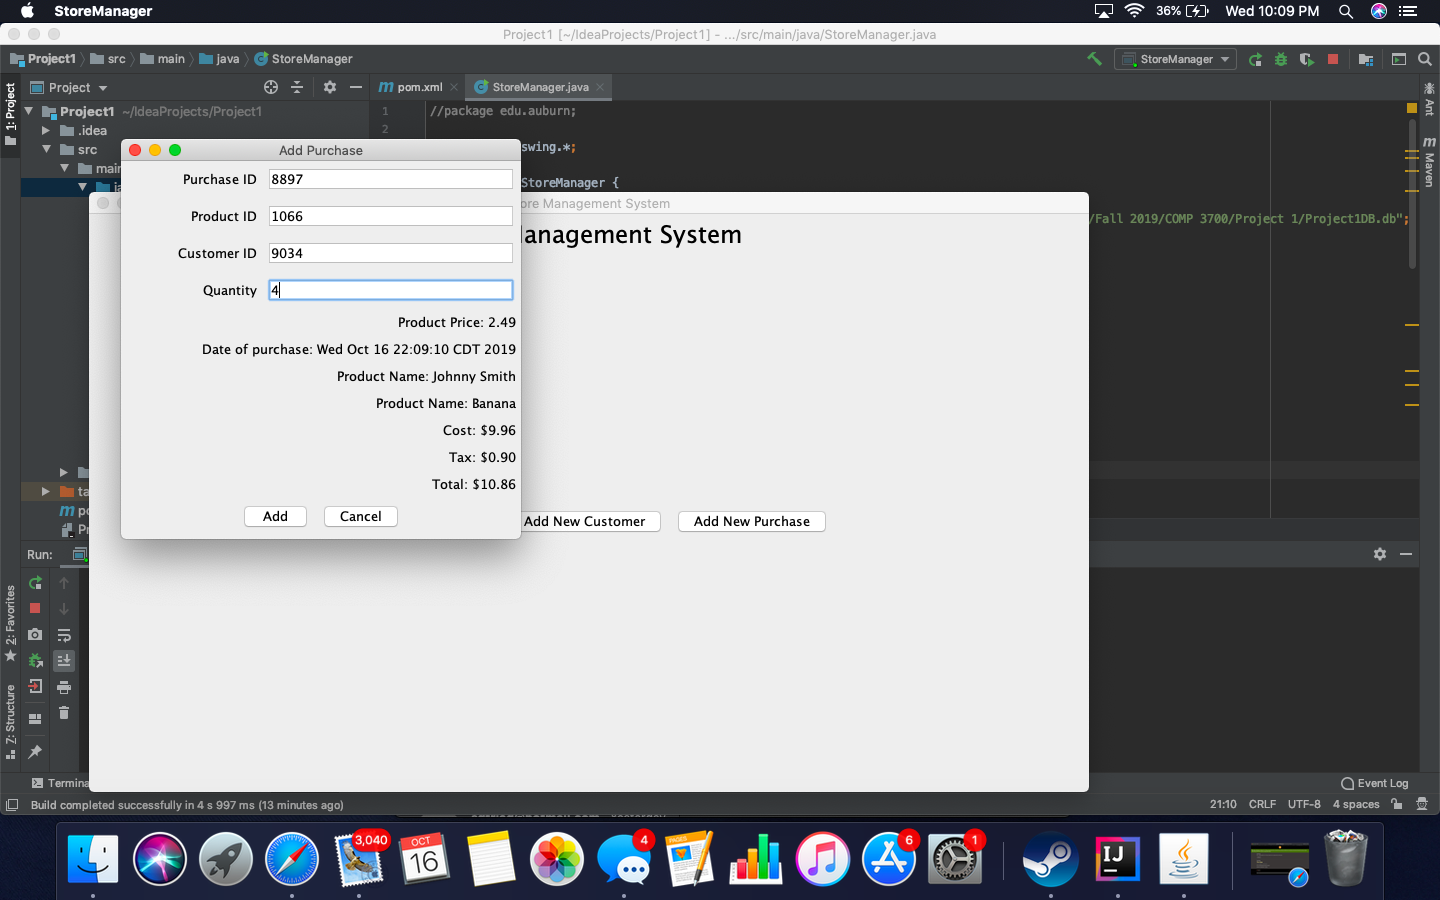 StoreManager
36%
Wed 10:09 PM
Project1 [~/IdeaProjects/Project1] - .../src/main/java/StoreManager.java
Project1
src
main
java
StoreManager
StoreManager
1: Project
Project
pom.xml
StoreManager.java
Ant
Maven
Project1 ~/IdeaProjects/Project1
.idea
src
main
1 //package edu.auburn;
2
swing.*;
StoreManager {
/Fall 2019/COMP 3700/Project 1/Project1DB.db";
Add Purchase
Purchase ID 8897
Product ID 1066
Customer ID 9034
Quantity 4
Product Price: 2.49
Date of purchase: Wed Oct 16 22:09:10 CDT 2019
Product Name: Johnny Smith
Product Name: Banana
Cost: $9.96
Tax: $0.90
Total: $10.86
Add
Cancel
ore Management System
anagement System
Add New Customer
Add New Purchase
ta
Run:
2: Favorites
Z: Structure
Termina
Event Log
Build completed successfully in 4 s 997 ms (13 minutes ago)
21:10 CRLF UTF-8 4 spaces
3,040
OCT
16
4
PAGES
6
1
IJ